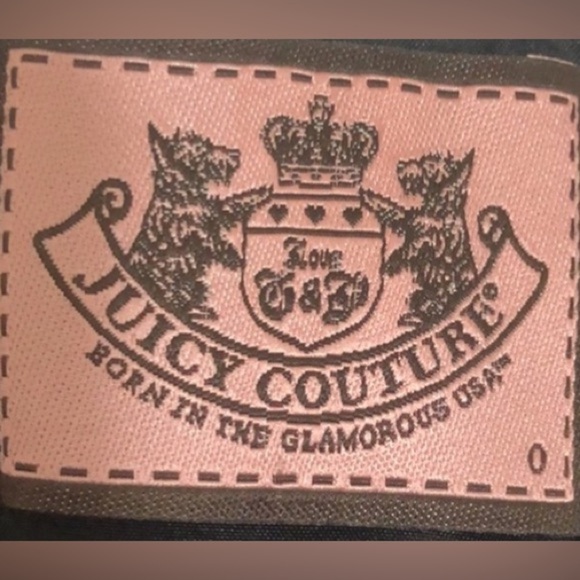 Love
G&P
JUICY COUTURE®
BORN IN THE GLAMOROUS USA™
0